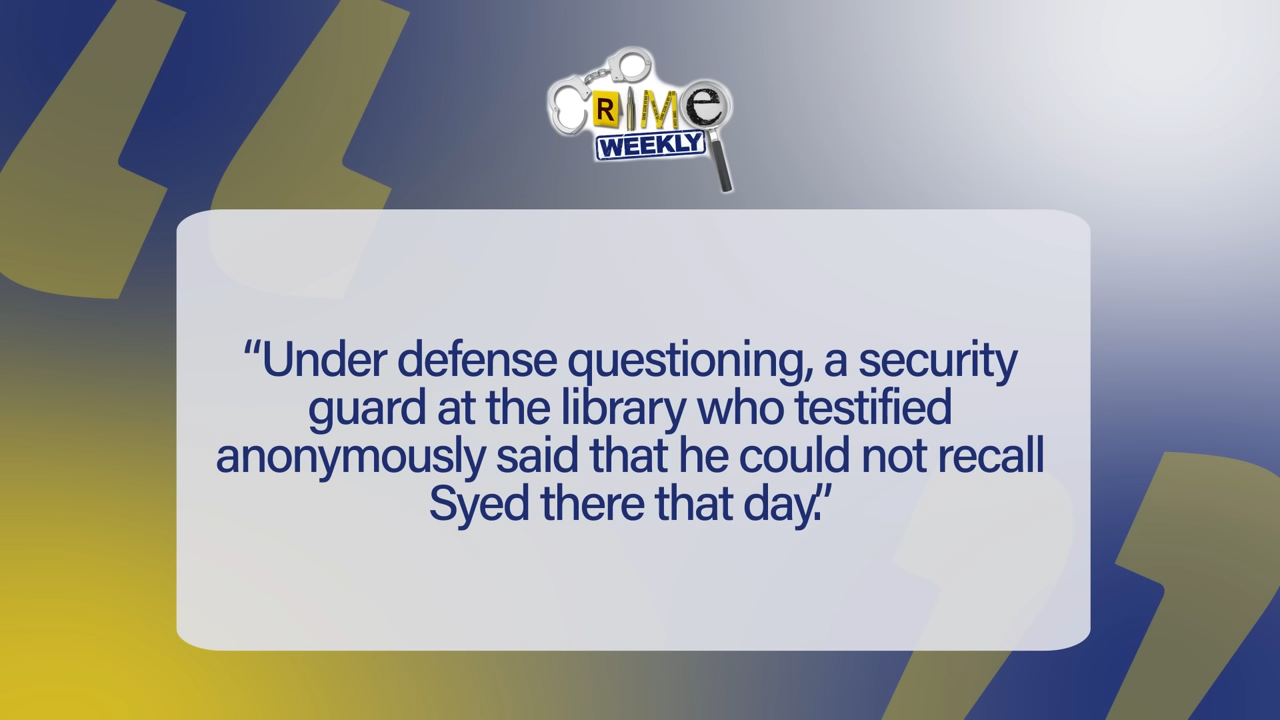 CRIMe
WEEKLY
“Under defense questioning, a security
guard at the library who testified
anonymously said that he could not recall
Syed there that day.”